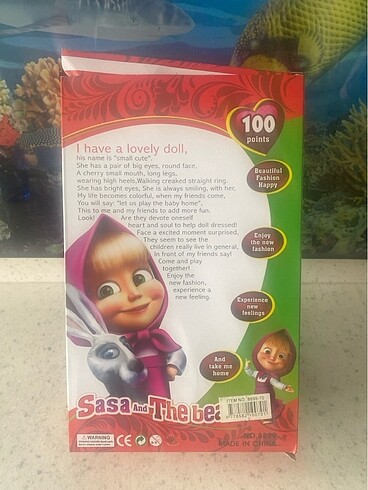 100
points
I have a lovely doll,
his name is "small cute".
She has a pair of big eyes, round face,
A cherry small mouth, long legs,
wearing high heels,Walking creaked straight ring.
She has bright eyes, She is always smiling, with her,
My life becomes colorful, when my friends come,
You will say: "let us play the baby home",
This to me and my friends to add more fun.
Look! Are they devote oneself
heart and soul to help doll dressed!
Face a excited moment surprised,
They seem to see the
children really live in general,
In front of my friends say!
Come and play
together!
Enjoy the
new fashion,
experience a
new feeling.
Beautiful
Fashion
Happy
Enjoy
the new
fashion
Experience
new
feelings
And
take me
home
Sasa And The bea
ITEM NO. 8899-10
WARNING
CE
NO.8899
MADE IN CHINA